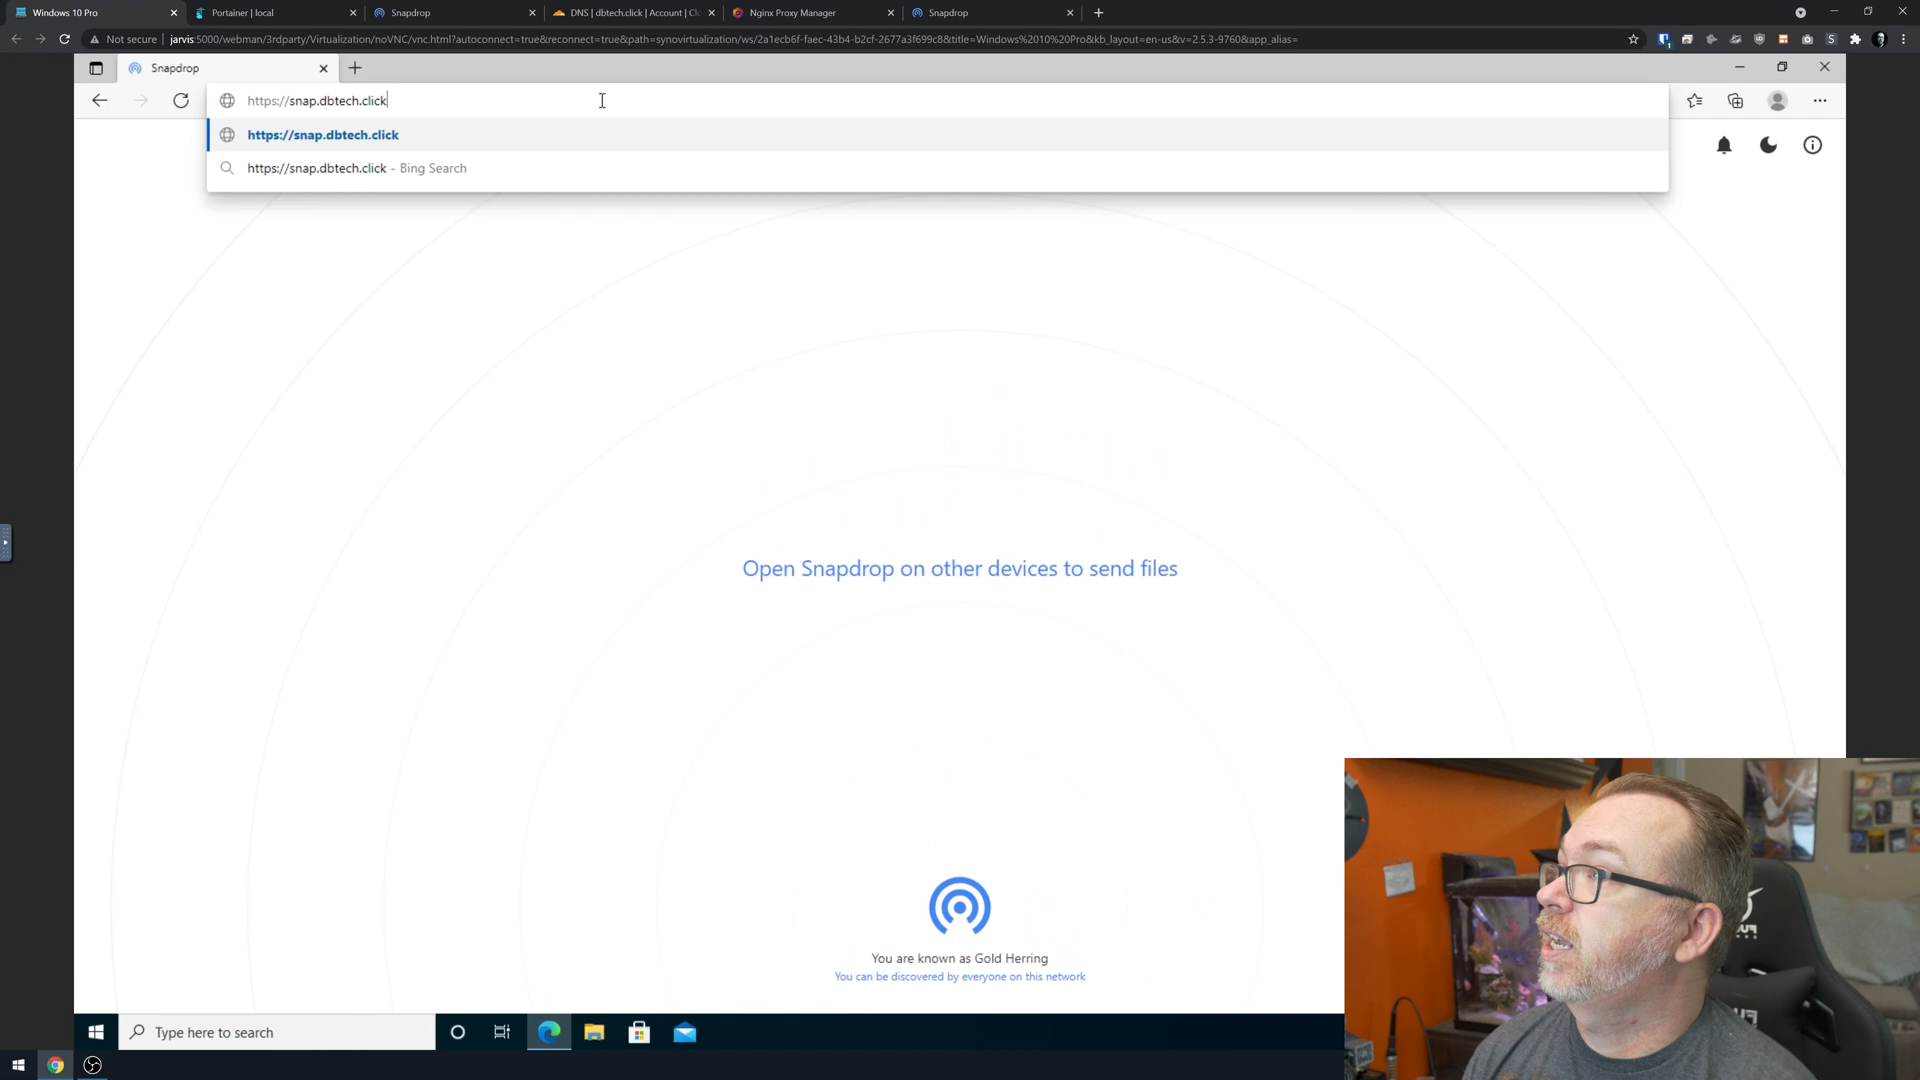 Windows 10 Pro
Portainer | local
Snapdrop
DNS | dbtech.click | Account | Cl
Nginx Proxy Manager
Snapdrop
Not secure
jarvis:5000/webman/3rdparty/Virtualization/noVNC/vnc.html?autoconnect=true&reconnect=true&path=synovirtualization/ws/2a1ecb6f-faec-43b4-b2cf-2677a3f699c8&title=Windows%2010%20Pro&kb_layout=en-us&v=2.5.3-9760&app_alias=
Snapdrop
https://snap.dbtech.click
https://snap.dbtech.click
https://snap.dbtech.click - Bing Search
Open Snapdrop on other devices to send files
You are known as Gold Herring
You can be discovered by everyone on this network
Type here to search